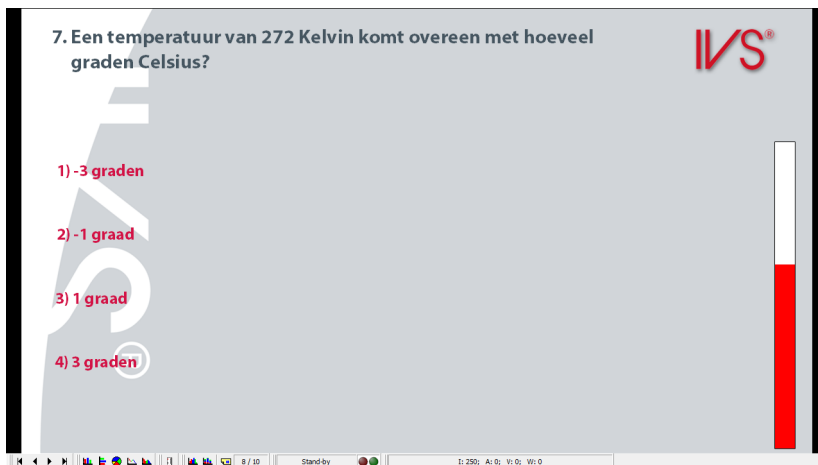 7. Een temperatuur van 272 Kelvin komt overeen met hoeveel
graden Celsius?
IVS®
1) -3 graden
2) -1 graad
3) 1 graad
4) 3 graden
IVS®
8 / 10 Stand-by I: 250; A: 0; V: 0; W: 0